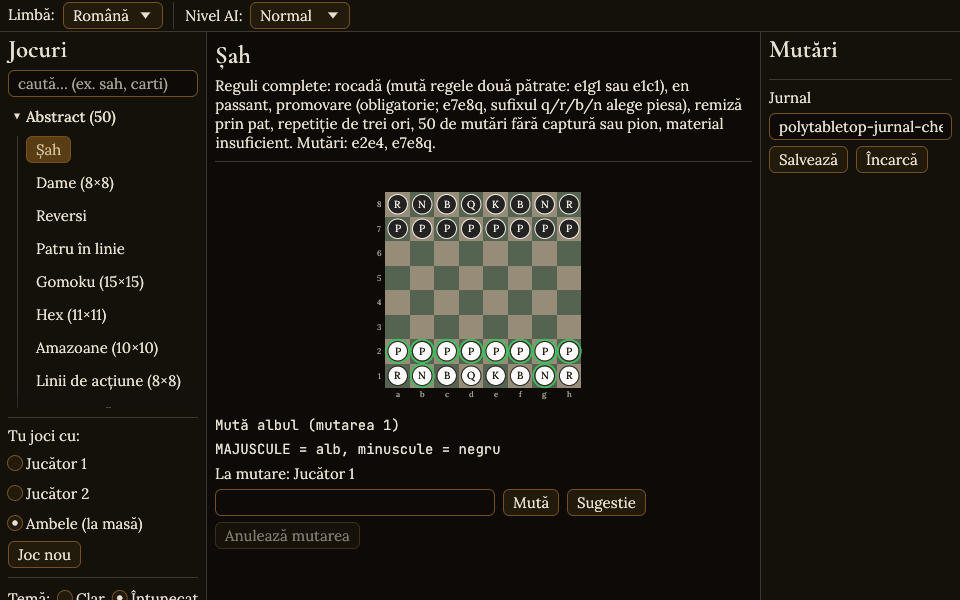 Limbă: Română Nivel AI: Normal
Jocuri
caută... (ex. sah, carti)
Abstract (50)
Șah
Dame (8×8)
Reversi
Patru în linie
Gomoku (15×15)
Hex (11×11)
Amazoane (10×10)
Linii de acțiune (8×8)
Tu joci cu:
Jucător 1
Jucător 2
Ambele (la masă)
Joc nou
Temă: Clar Întunecat
Șah
Reguli complete: rocadă (mută regele două pătrate: e1g1 sau e1c1), en
passant, promovare (obligatorie; e7e8q, sufixul q/r/b/n alege piesa), remiză
prin pat, repetiție de trei ori, 50 de mutări fără captură sau pion, material
insuficient. Mutări: e2e4, e7e8q.
8 R N B Q K B N R
7 P P P P P P P P
6
5
4
3
2 P P P P P P P P
1 R N B Q K B N R
a b c d e f g h
Mută albul (mutarea 1)
MAJUSCULE = alb, minuscule = negru
La mutare: Jucător 1
Mută Sugestie
Anulează mutarea
Mutări
Jurnal
polytabletop-jurnal-che
Salvează Încarcă